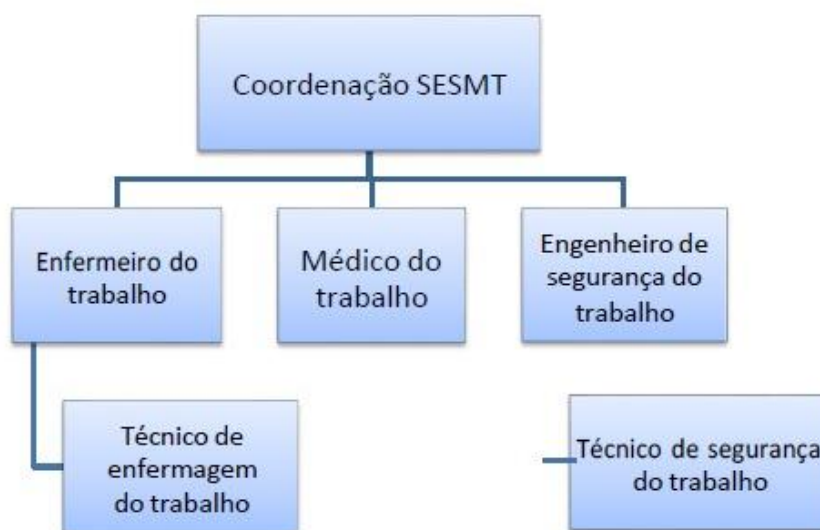 Coordenação SESMT
Enfermeiro do
trabalho
Médico do
trabalho
Engenheiro de
segurança do
trabalho
Técnico de
enfermagem
do trabalho
Técnico de segurança
do trabalho